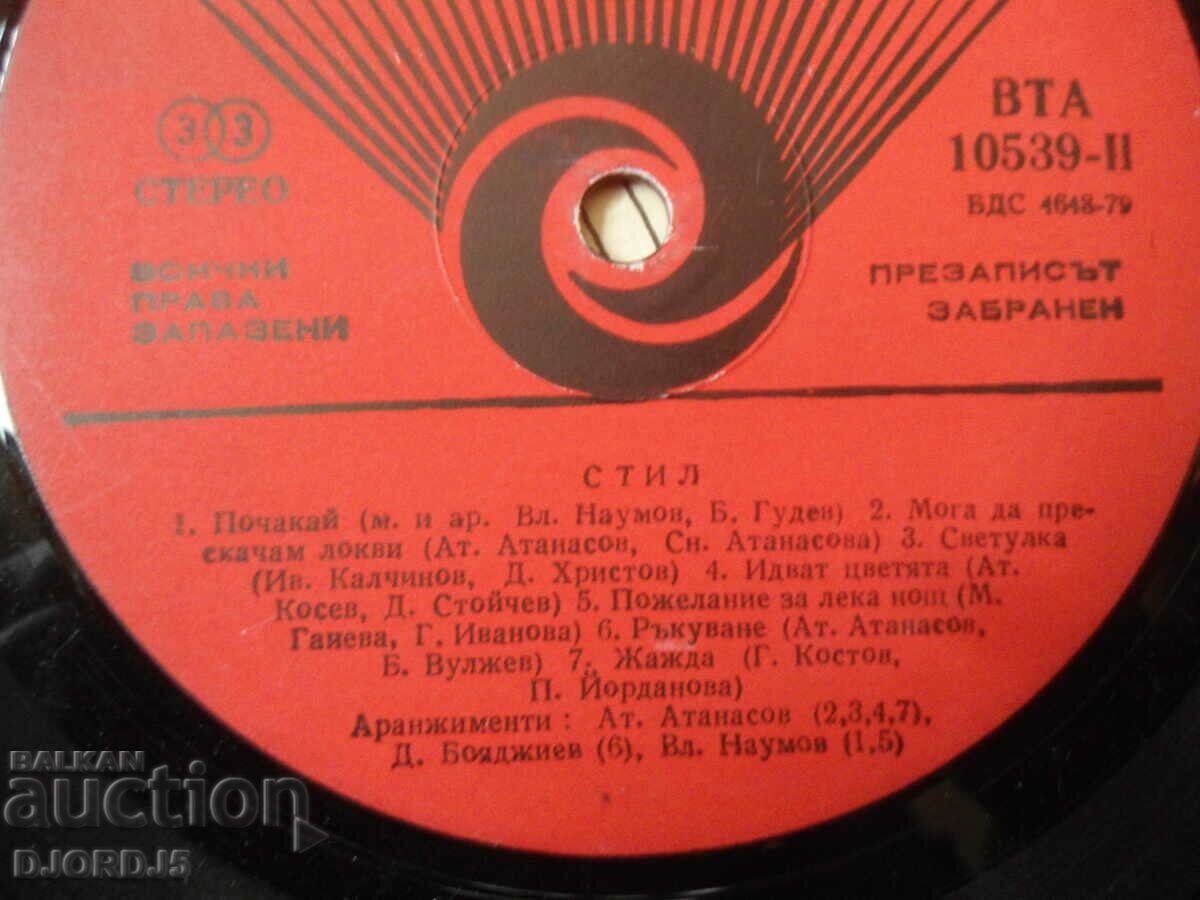 33
СТЕРЕО
ВСИЧНИ
ПРАВА
ЗАПАЗЕНИ
ВТА
10539-II
БДС 4648-79
ПРЕЗАПИСЪТ
ЗАБРАНЕН
СТИЛ
1. Почакай (м. и ар. Вл. Наумов, Б. Гудев) 2. Мога да пре-
скачам локви (Ат. Атанасов, Сн. Атанасова) 3. Светулка
(Ив. Калчинов, Д. Христов) 4. Идват цветята (Ат.
Косев, Д. Стойчев) 5. Пожелание за лека нощ (М.
Ганева, Г. Иванова) 6. Ръкуване (Ат. Атанасов,
Б. Вулжев) 7. Жажда (Г. Костов,
П. Йорданова)
Аранжименти : Ат. Атанасов (2,3,4,7),
Д. Бояджиев (6), Вл. Наумов (1,5)
BALKAN
auction
DJORDJ5